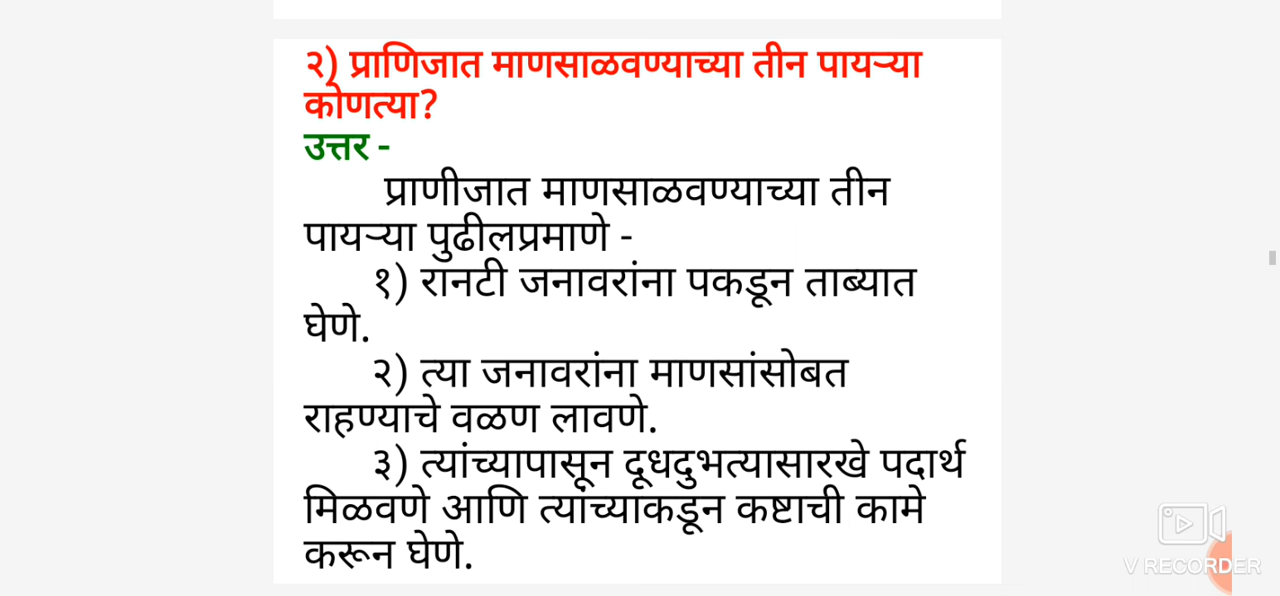 २) प्राणिजात माणसाळवण्याच्या तीन पायऱ्या
कोणत्या?
उत्तर -
प्राणीजात माणसाळवण्याच्या तीन
पायऱ्या पुढीलप्रमाणे -
१) रानटी जनावरांना पकडून ताब्यात
घेणे.
२) त्या जनावरांना माणसांसोबत
राहण्याचे वळण लावणे.
३) त्यांच्यापासून दूधदुभत्यासारखे पदार्थ
मिळवणे आणि त्यांच्याकडून कष्टाची कामे
करून घेणे.
V RECORDER